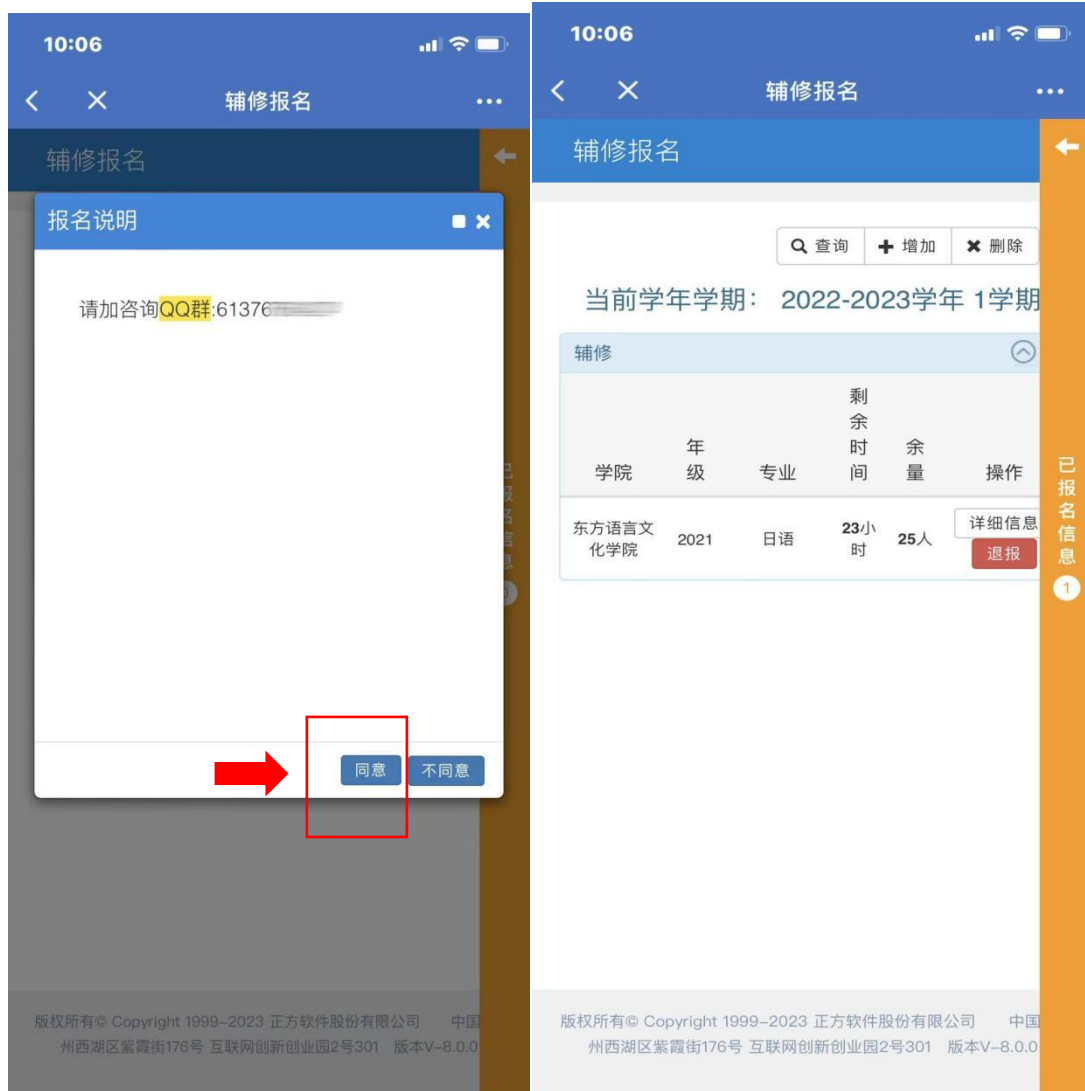 10:06
辅修报名
辅修报名
报名说明
请加咨询QQ群:61376
已报名信息
同意
不同意
版权所有© Copyright 1999–2023 正方软件股份有限公司 中国
州西湖区紫霞街176号 互联网创新创业园2号301 版本V–8.0.0
10:06
辅修报名
辅修报名
查询 增加 删除
当前学年学期: 2022-2023学年 1学期
辅修
学院 年级 专业 剩余时间 余量 操作
东方语言文化学院 2021 日语 23小时 25人 详细信息
退报
已报名信息 1
版权所有© Copyright 1999–2023 正方软件股份有限公司 中国
州西湖区紫霞街176号 互联网创新创业园2号301 版本V–8.0.0